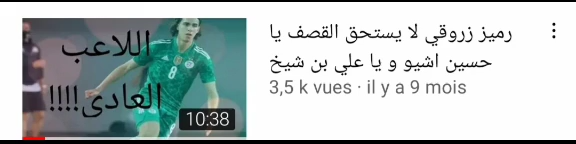 اللاعب
العادي!!!!
8
10:38
رميز زروقي لا يستحق القصف يا
حسين اشيو و يا علي بن شيخ
3,5 k vues · il y a 9 mois